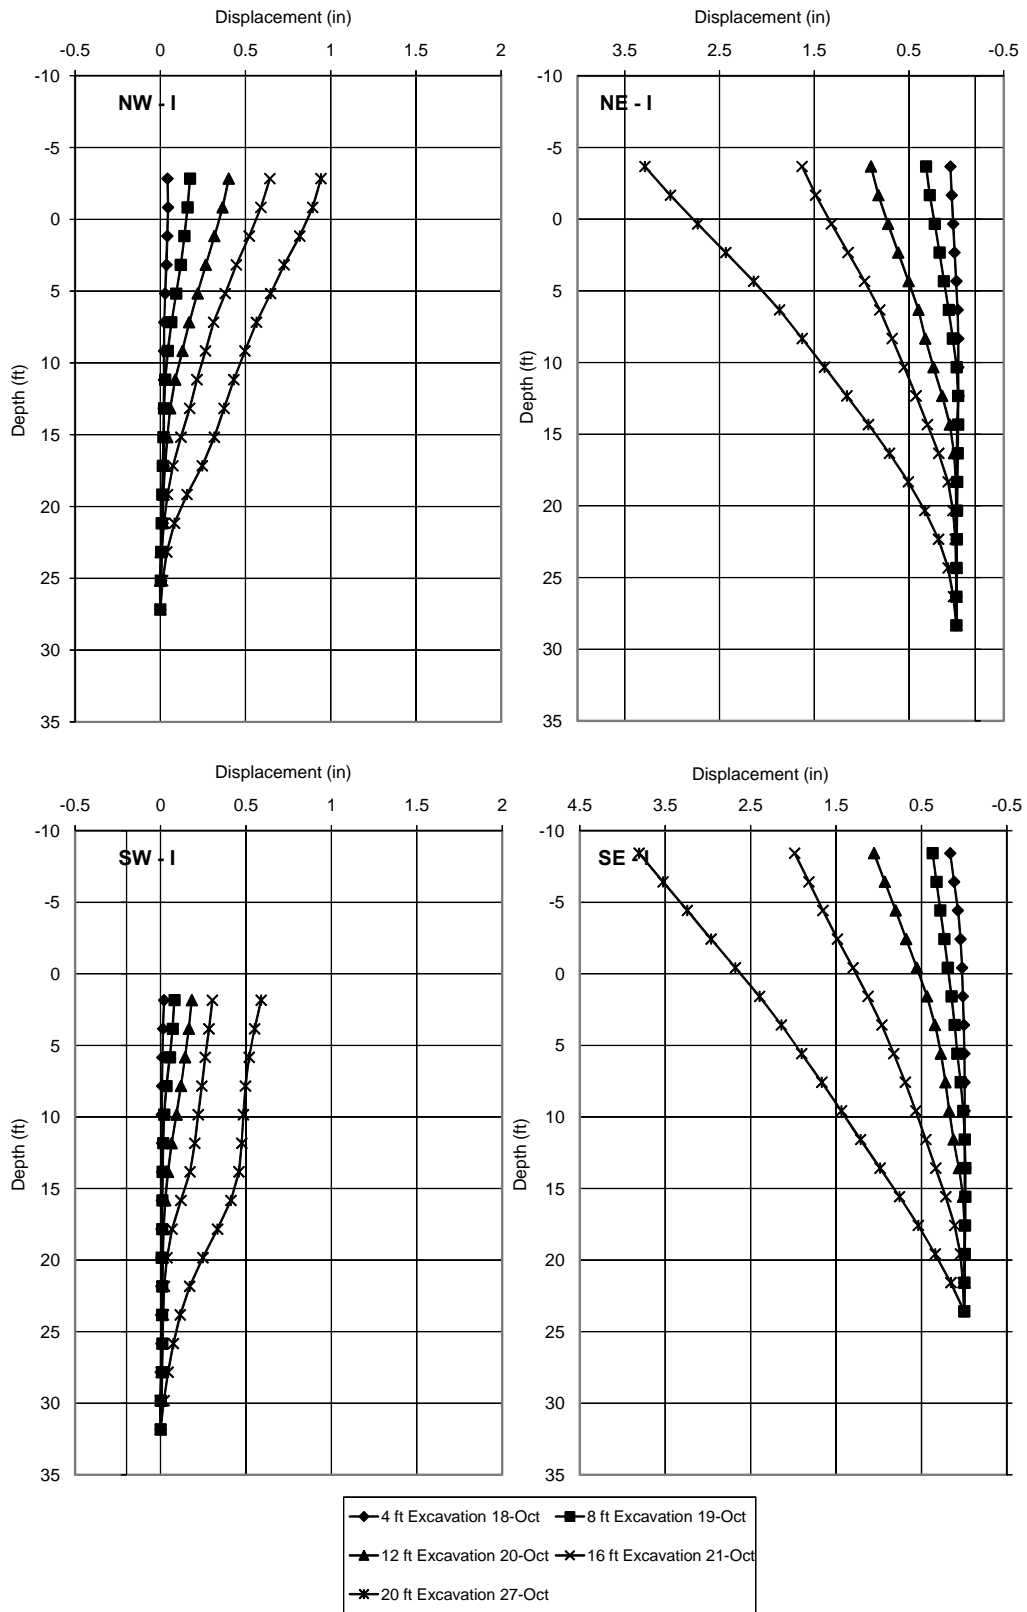 Displacement (in)
-0.5 0 0.5 1 1.5 2
-10
-5
0
5
10
15
20
25
30
35
Depth (ft)
NW - I
Displacement (in)
3.5 2.5 1.5 0.5 -0.5
-10
-5
0
5
10
15
20
25
30
35
Depth (ft)
NE - I
Displacement (in)
-0.5 0 0.5 1 1.5 2
-10
-5
0
5
10
15
20
25
30
35
Depth (ft)
SW - I
Displacement (in)
4.5 3.5 2.5 1.5 0.5 -0.5
-10
-5
0
5
10
15
20
25
30
35
Depth (ft)
SE - I
4 ft Excavation 18-Oct 8 ft Excavation 19-Oct
12 ft Excavation 20-Oct 16 ft Excavation 21-Oct
20 ft Excavation 27-Oct